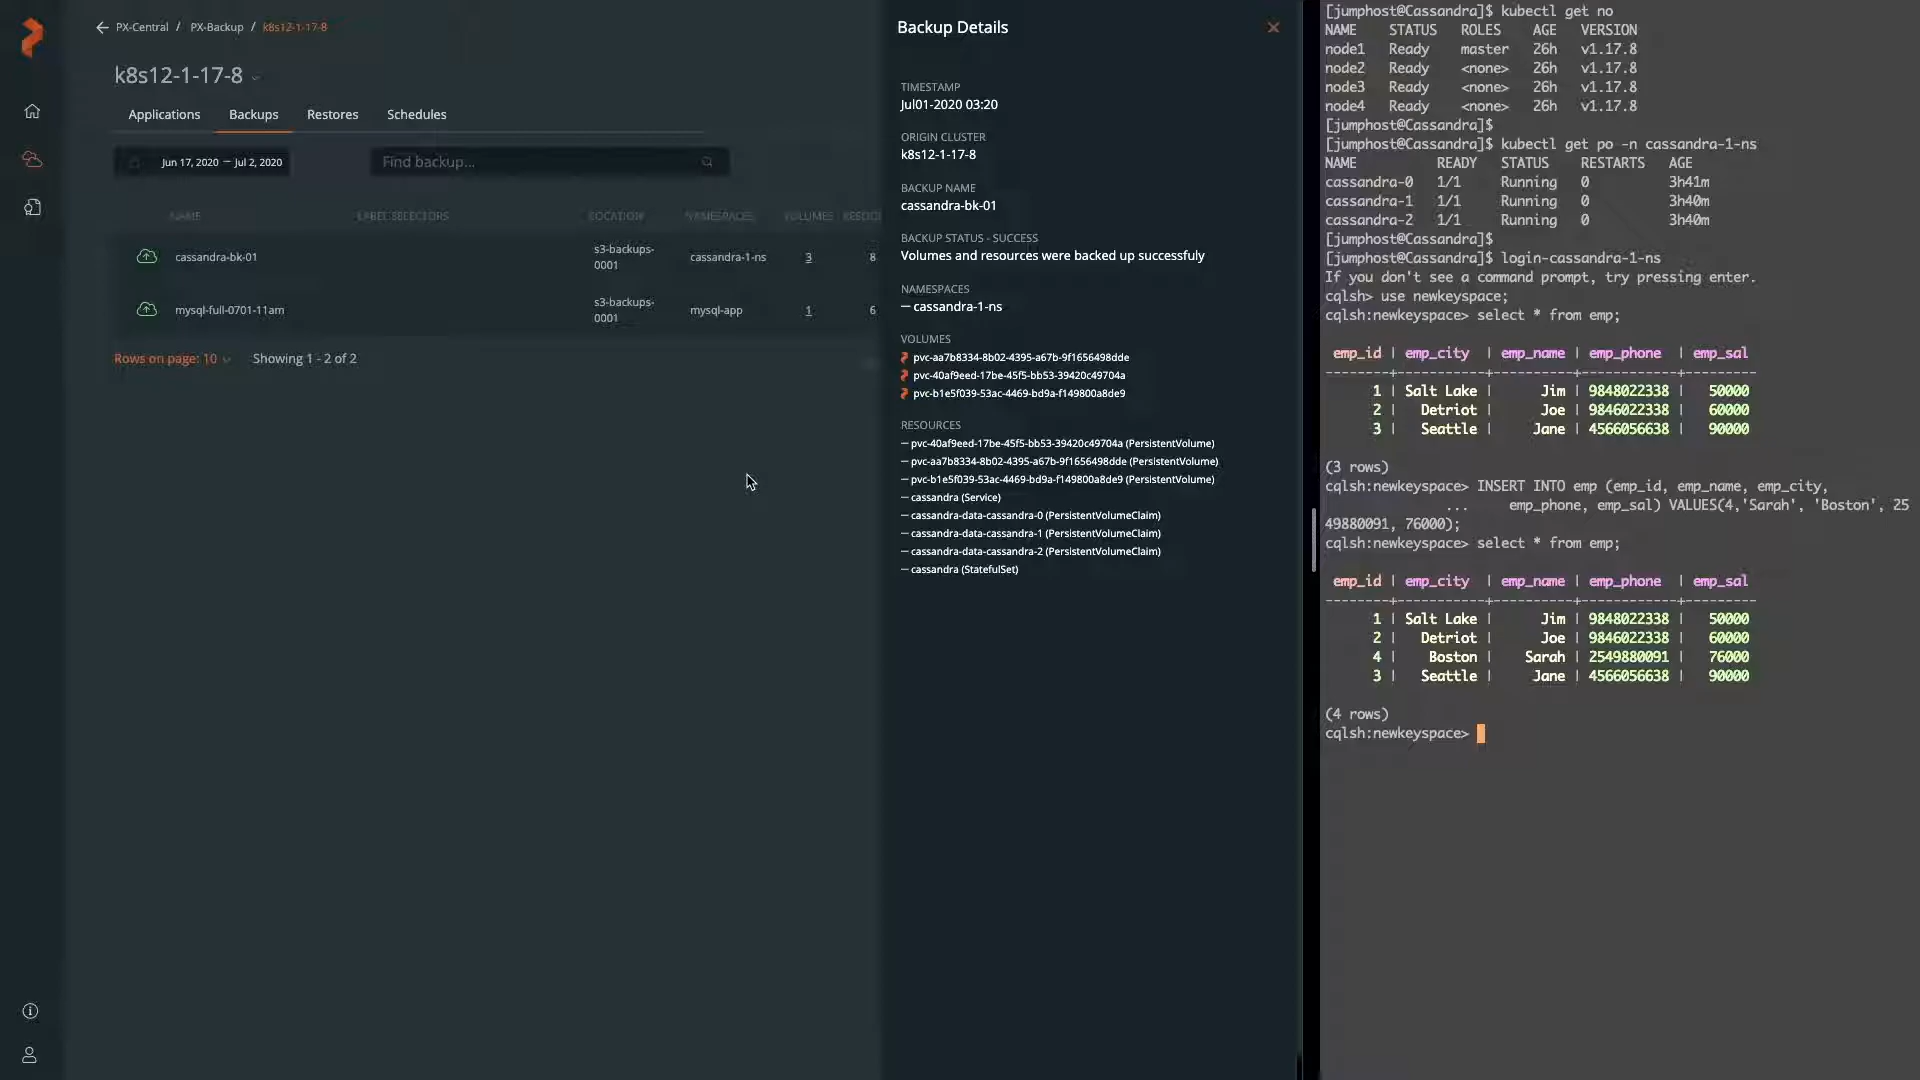 PX-Central / PX-Backup / k8s12-1-17-8
k8s12-1-17-8
Applications Backups Restores Schedules
Jun 17, 2020 – Jul 2, 2020 Find backup...
NAME LABEL SELECTORS LOCATION NAMESPACES VOLUMES
cassandra-bk-01 s3-backups-0001 cassandra-1-ns 3 8
mysql-full-0701-11am s3-backups-0001 mysql-app 1 6
Rows on page: 10 Showing 1 - 2 of 2
Backup Details
TIMESTAMP
Jul01-2020 03:20
ORIGIN CLUSTER
k8s12-1-17-8
BACKUP NAME
cassandra-bk-01
BACKUP STATUS - SUCCESS
Volumes and resources were backed up successfuly
NAMESPACES
— cassandra-1-ns
VOLUMES
pvc-aa7b8334-8b02-4395-a67b-9f1656498dde
pvc-40af9eed-17be-45f5-bb53-39420c49704a
pvc-b1e5f039-53ac-4469-bd9a-f149800a8de9
RESOURCES
— pvc-40af9eed-17be-45f5-bb53-39420c49704a (PersistentVolume)
— pvc-aa7b8334-8b02-4395-a67b-9f1656498dde (PersistentVolume)
— pvc-b1e5f039-53ac-4469-bd9a-f149800a8de9 (PersistentVolume)
— cassandra (Service)
— cassandra-data-cassandra-0 (PersistentVolumeClaim)
— cassandra-data-cassandra-1 (PersistentVolumeClaim)
— cassandra-data-cassandra-2 (PersistentVolumeClaim)
— cassandra (StatefulSet)
[jumphost@Cassandra]$ kubectl get no
NAME STATUS ROLES AGE VERSION
node1 Ready master 26h v1.17.8
node2 Ready <none> 26h v1.17.8
node3 Ready <none> 26h v1.17.8
node4 Ready <none> 26h v1.17.8
[jumphost@Cassandra]$
[jumphost@Cassandra]$ kubectl get po -n cassandra-1-ns
NAME READY STATUS RESTARTS AGE
cassandra-0 1/1 Running 0 3h41m
cassandra-1 1/1 Running 0 3h40m
cassandra-2 1/1 Running 0 3h40m
[jumphost@Cassandra]$
[jumphost@Cassandra]$ login-cassandra-1-ns
If you don't see a command prompt, try pressing enter.
cqlsh> use newkeyspace;
cqlsh:newkeyspace> select * from emp;
emp_id | emp_city | emp_name | emp_phone | emp_sal
--------+-----------+----------+------------+---------
1 | Salt Lake | Jim | 9848022338 | 50000
2 | Detriot | Joe | 9846022338 | 60000
3 | Seattle | Jane | 4566056638 | 90000
(3 rows)
cqlsh:newkeyspace> INSERT INTO emp (emp_id, emp_name, emp_city,
... emp_phone, emp_sal) VALUES(4,'Sarah', 'Boston', 25
49880091, 76000);
cqlsh:newkeyspace> select * from emp;
emp_id | emp_city | emp_name | emp_phone | emp_sal
--------+-----------+----------+------------+---------
1 | Salt Lake | Jim | 9848022338 | 50000
2 | Detriot | Joe | 9846022338 | 60000
4 | Boston | Sarah | 2549880091 | 76000
3 | Seattle | Jane | 4566056638 | 90000
(4 rows)
cqlsh:newkeyspace>